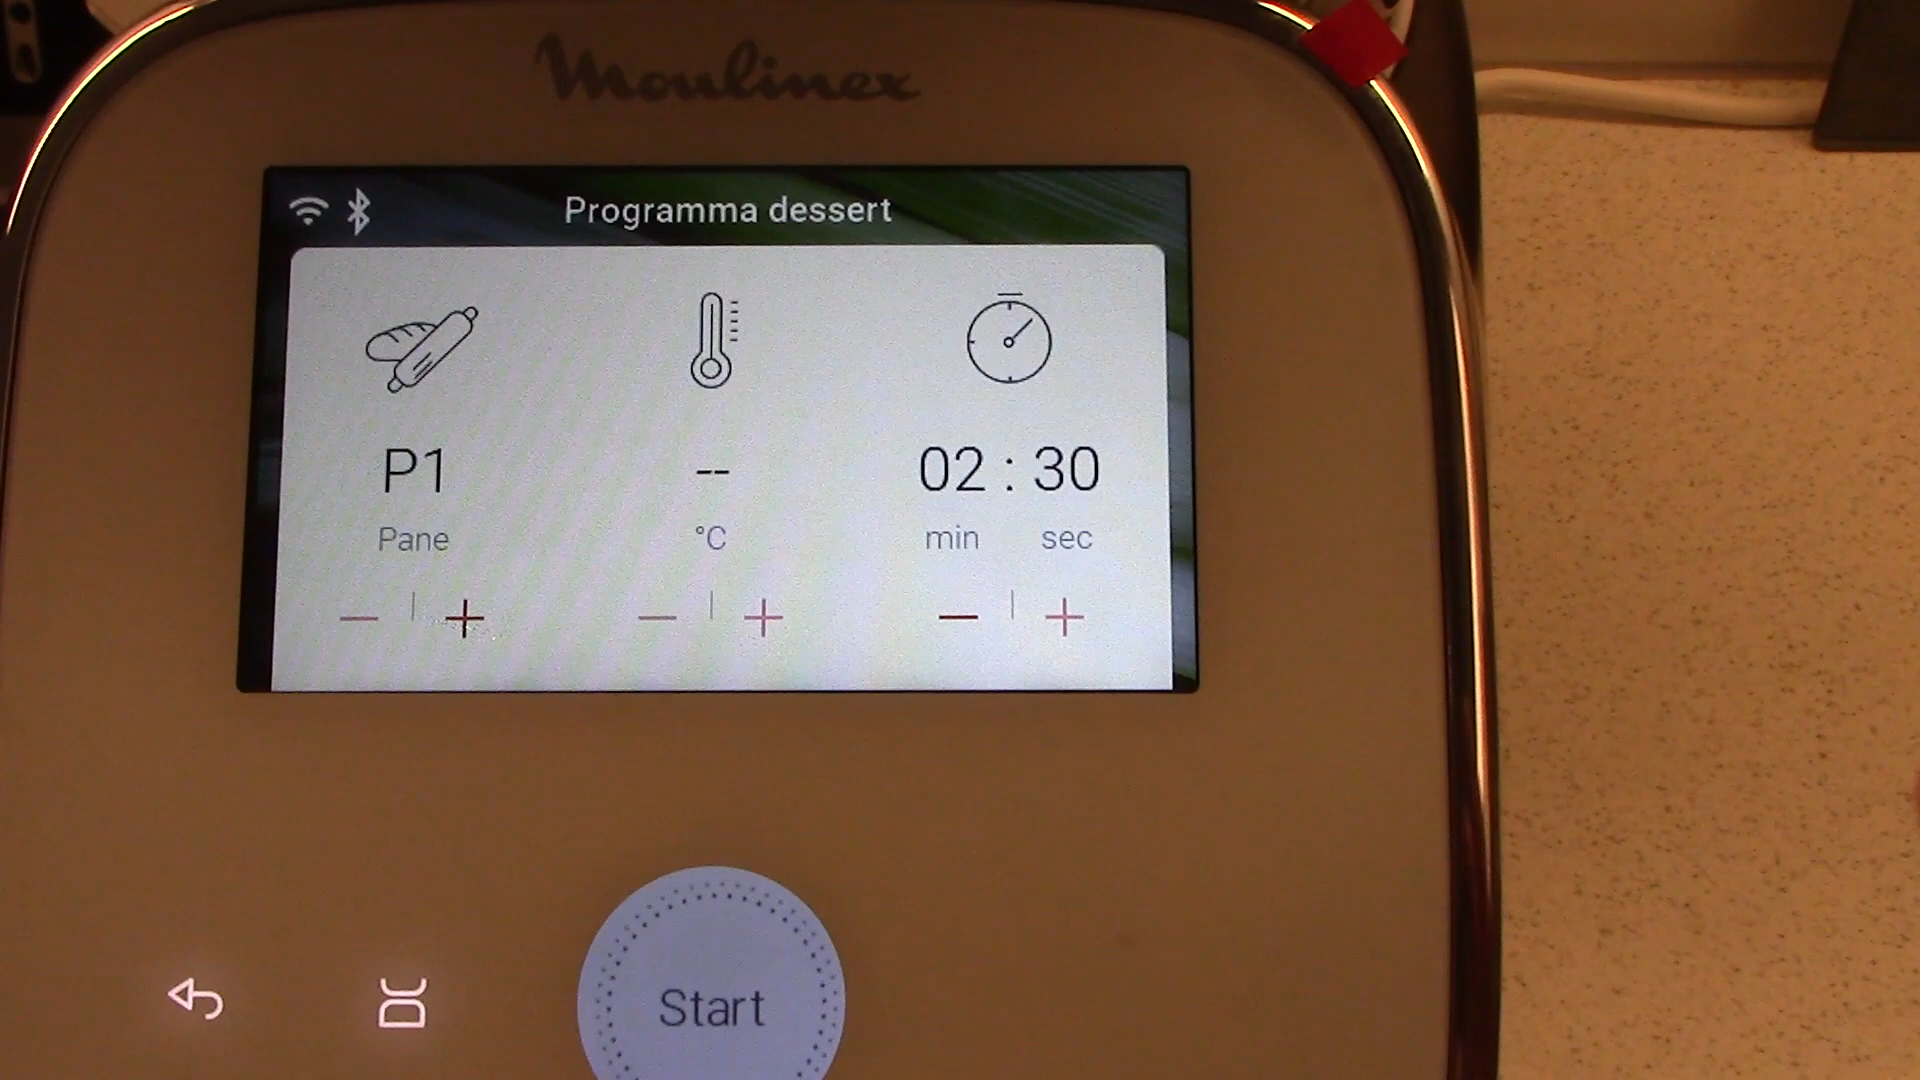 Moulinex
Programma dessert
P1 -- 02 : 30
Pane °C min sec
− + − + − +
Start